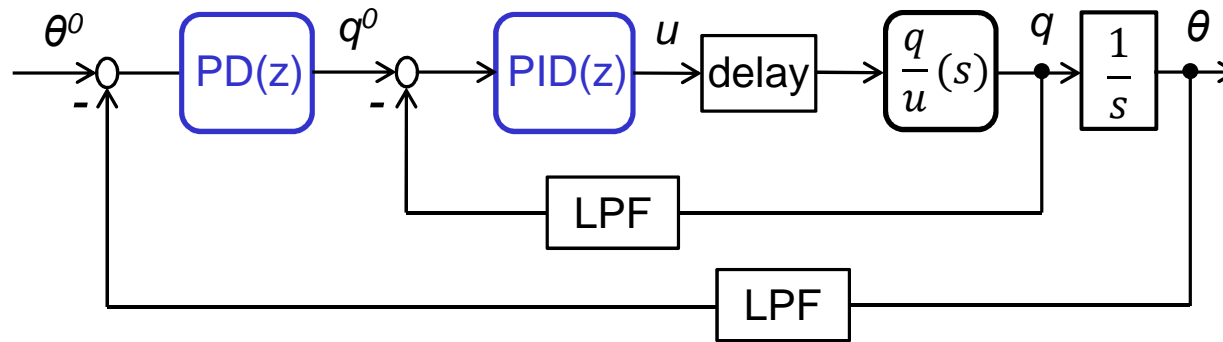 θ⁰ PD(z) q⁰ PID(z) u delay q/u (s) q 1/s θ
- -
LPF
LPF